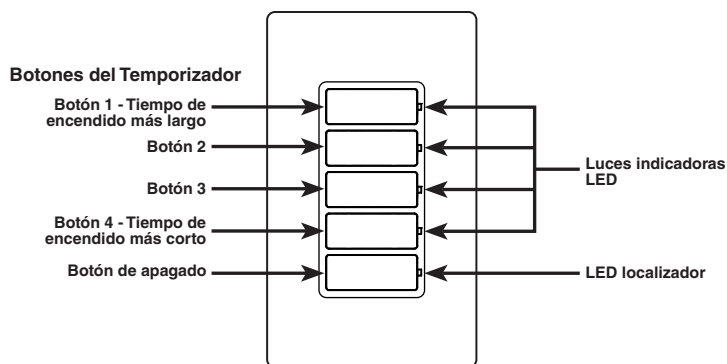 Botones del Temporizador
Botón 1 - Tiempo de
encendido más largo
Botón 2
Botón 3
Botón 4 - Tiempo de
encendido más corto
Botón de apagado
Luces indicadoras
LED
LED localizador